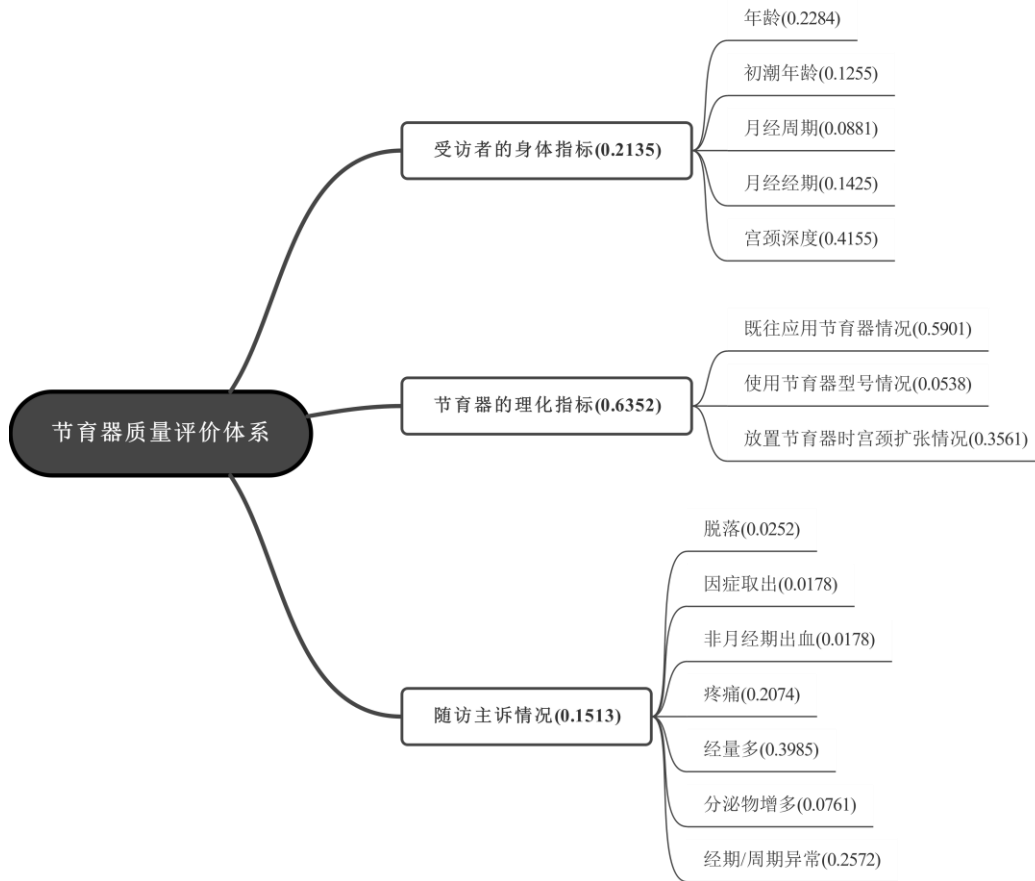 节育器质量评价体系
受访者的身体指标(0.2135)
年龄(0.2284)
初潮年龄(0.1255)
月经周期(0.0881)
月经经期(0.1425)
宫颈深度(0.4155)
节育器的理化指标(0.6352)
既往应用节育器情况(0.5901)
使用节育器型号情况(0.0538)
放置节育器时宫颈扩张情况(0.3561)
随访主诉情况(0.1513)
脱落(0.0252)
因症取出(0.0178)
非月经期出血(0.0178)
疼痛(0.2074)
经量多(0.3985)
分泌物增多(0.0761)
经期/周期异常(0.2572)